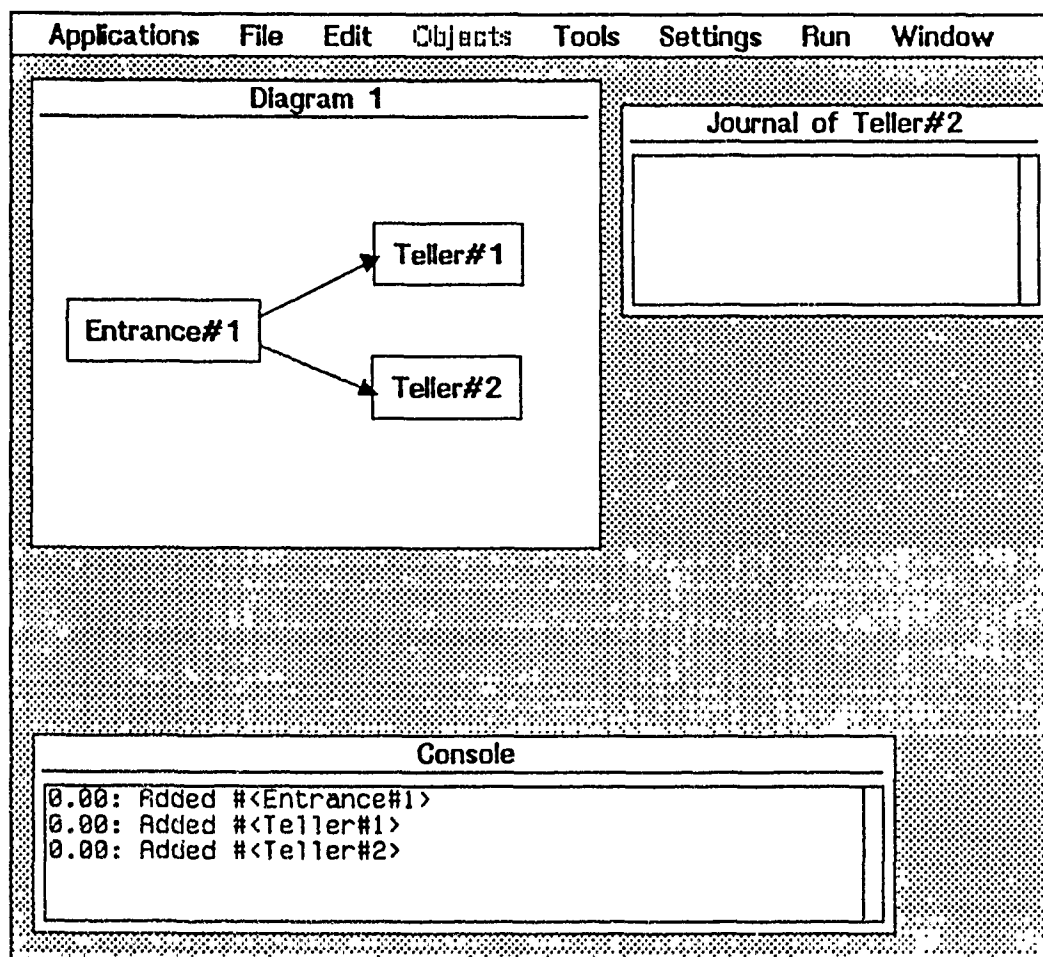 Applications File Edit Objects Tools Settings Run Window
Diagram 1
Journal of Teller#2
Teller#1
Entrance#1
Teller#2
Console
0.00: Added #<Entrance#1>
0.00: Added #<Teller#1>
0.00: Added #<Teller#2>